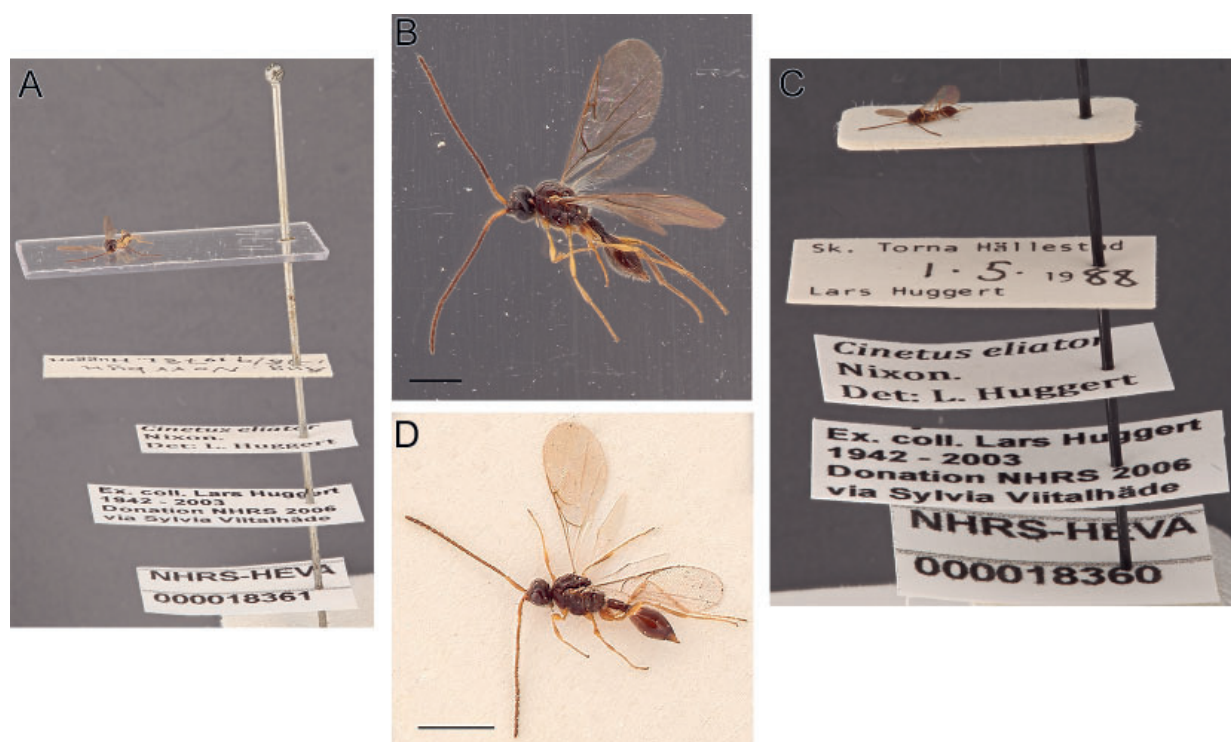 A
Norrbyn
1978 L.
Cinetus eliator
Nixon.
Det: L. Huggert
Ex. coll. Lars Huggert
1942 - 2003
Donation NHRS 2006
via Sylvia Viitalhäde
NHRS-HEVA
000018361
B
D
C
Sk. Torna Hällestad
1. 5. 1988
Lars Huggert
Cinetus eliator
Nixon.
Det: L. Huggert
Ex. coll. Lars Huggert
1942 - 2003
Donation NHRS 2006
via Sylvia Viitalhäde
NHRS-HEVA
000018360